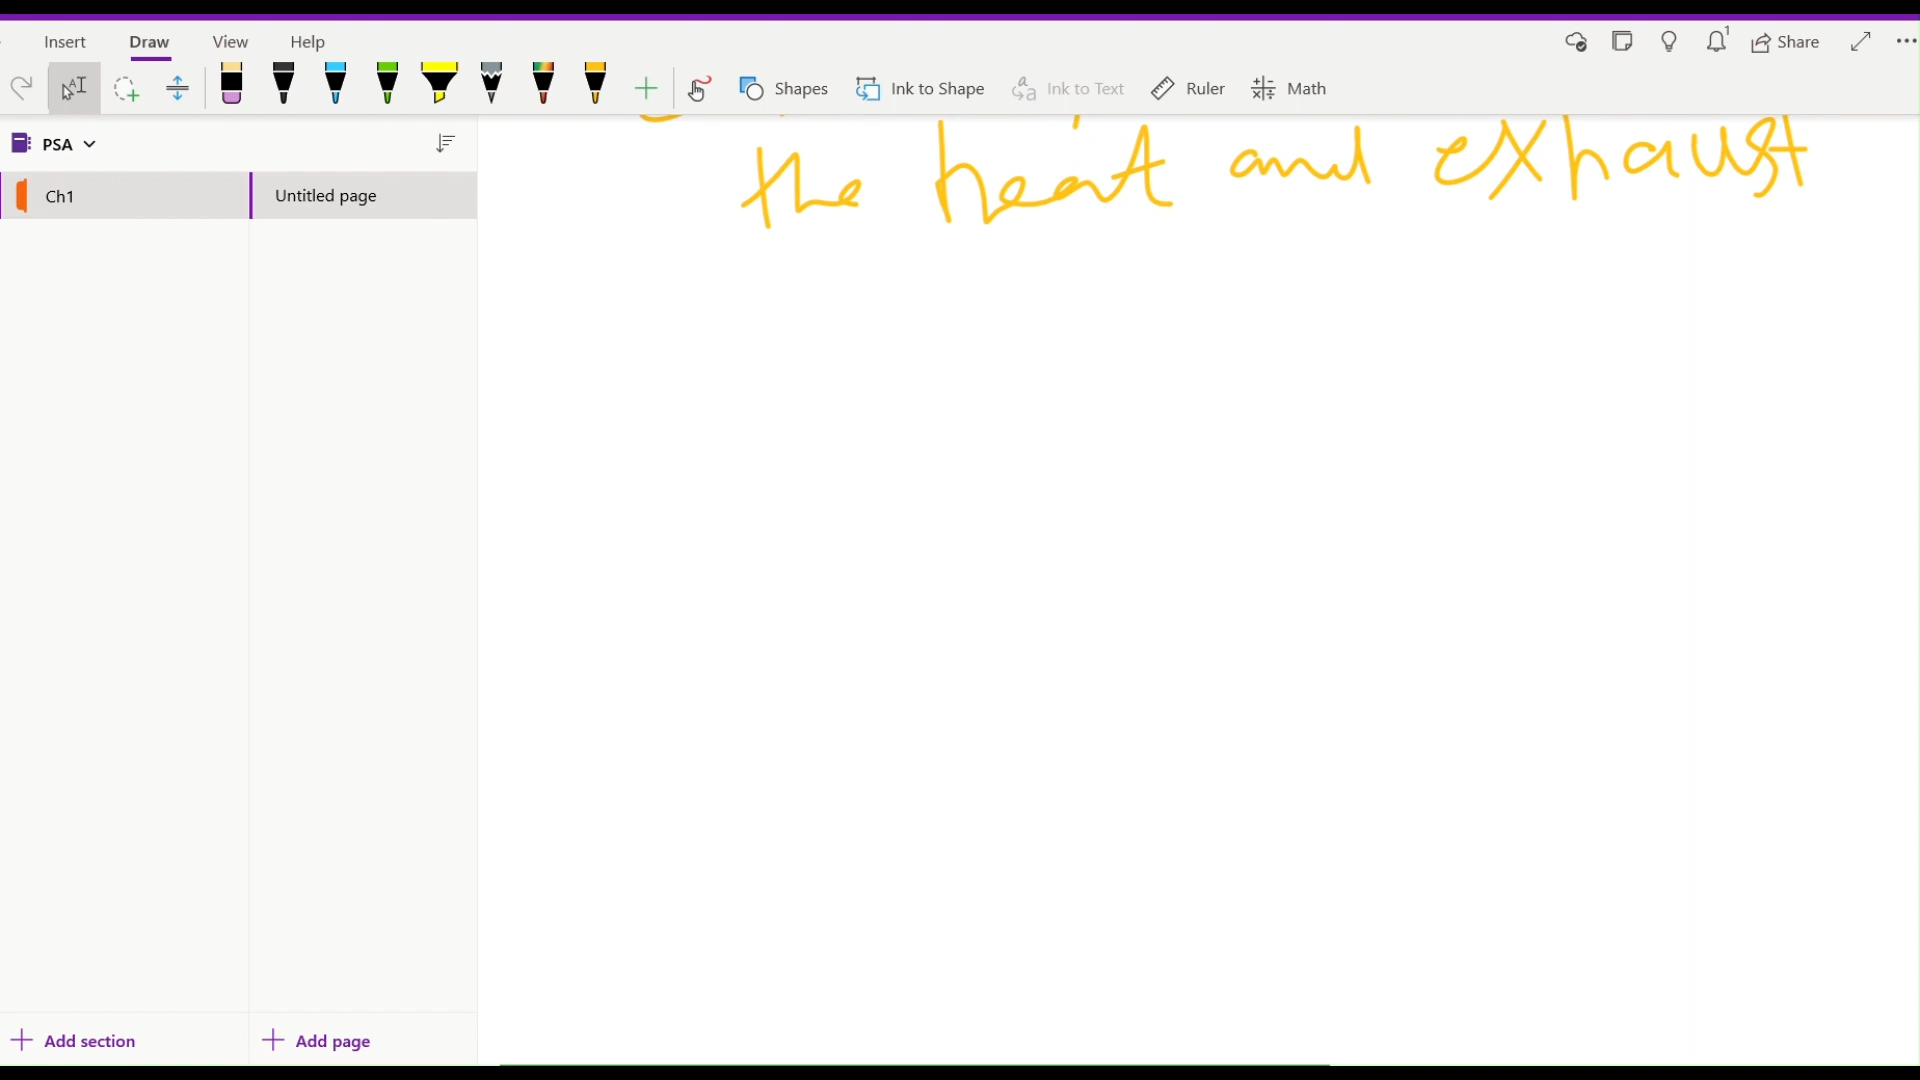 Insert Draw View Help 1 Share
Shapes Ink to Shape Ink to Text Ruler Math
PSA
Ch1 Untitled page
the heat and exhaust
Add section Add page